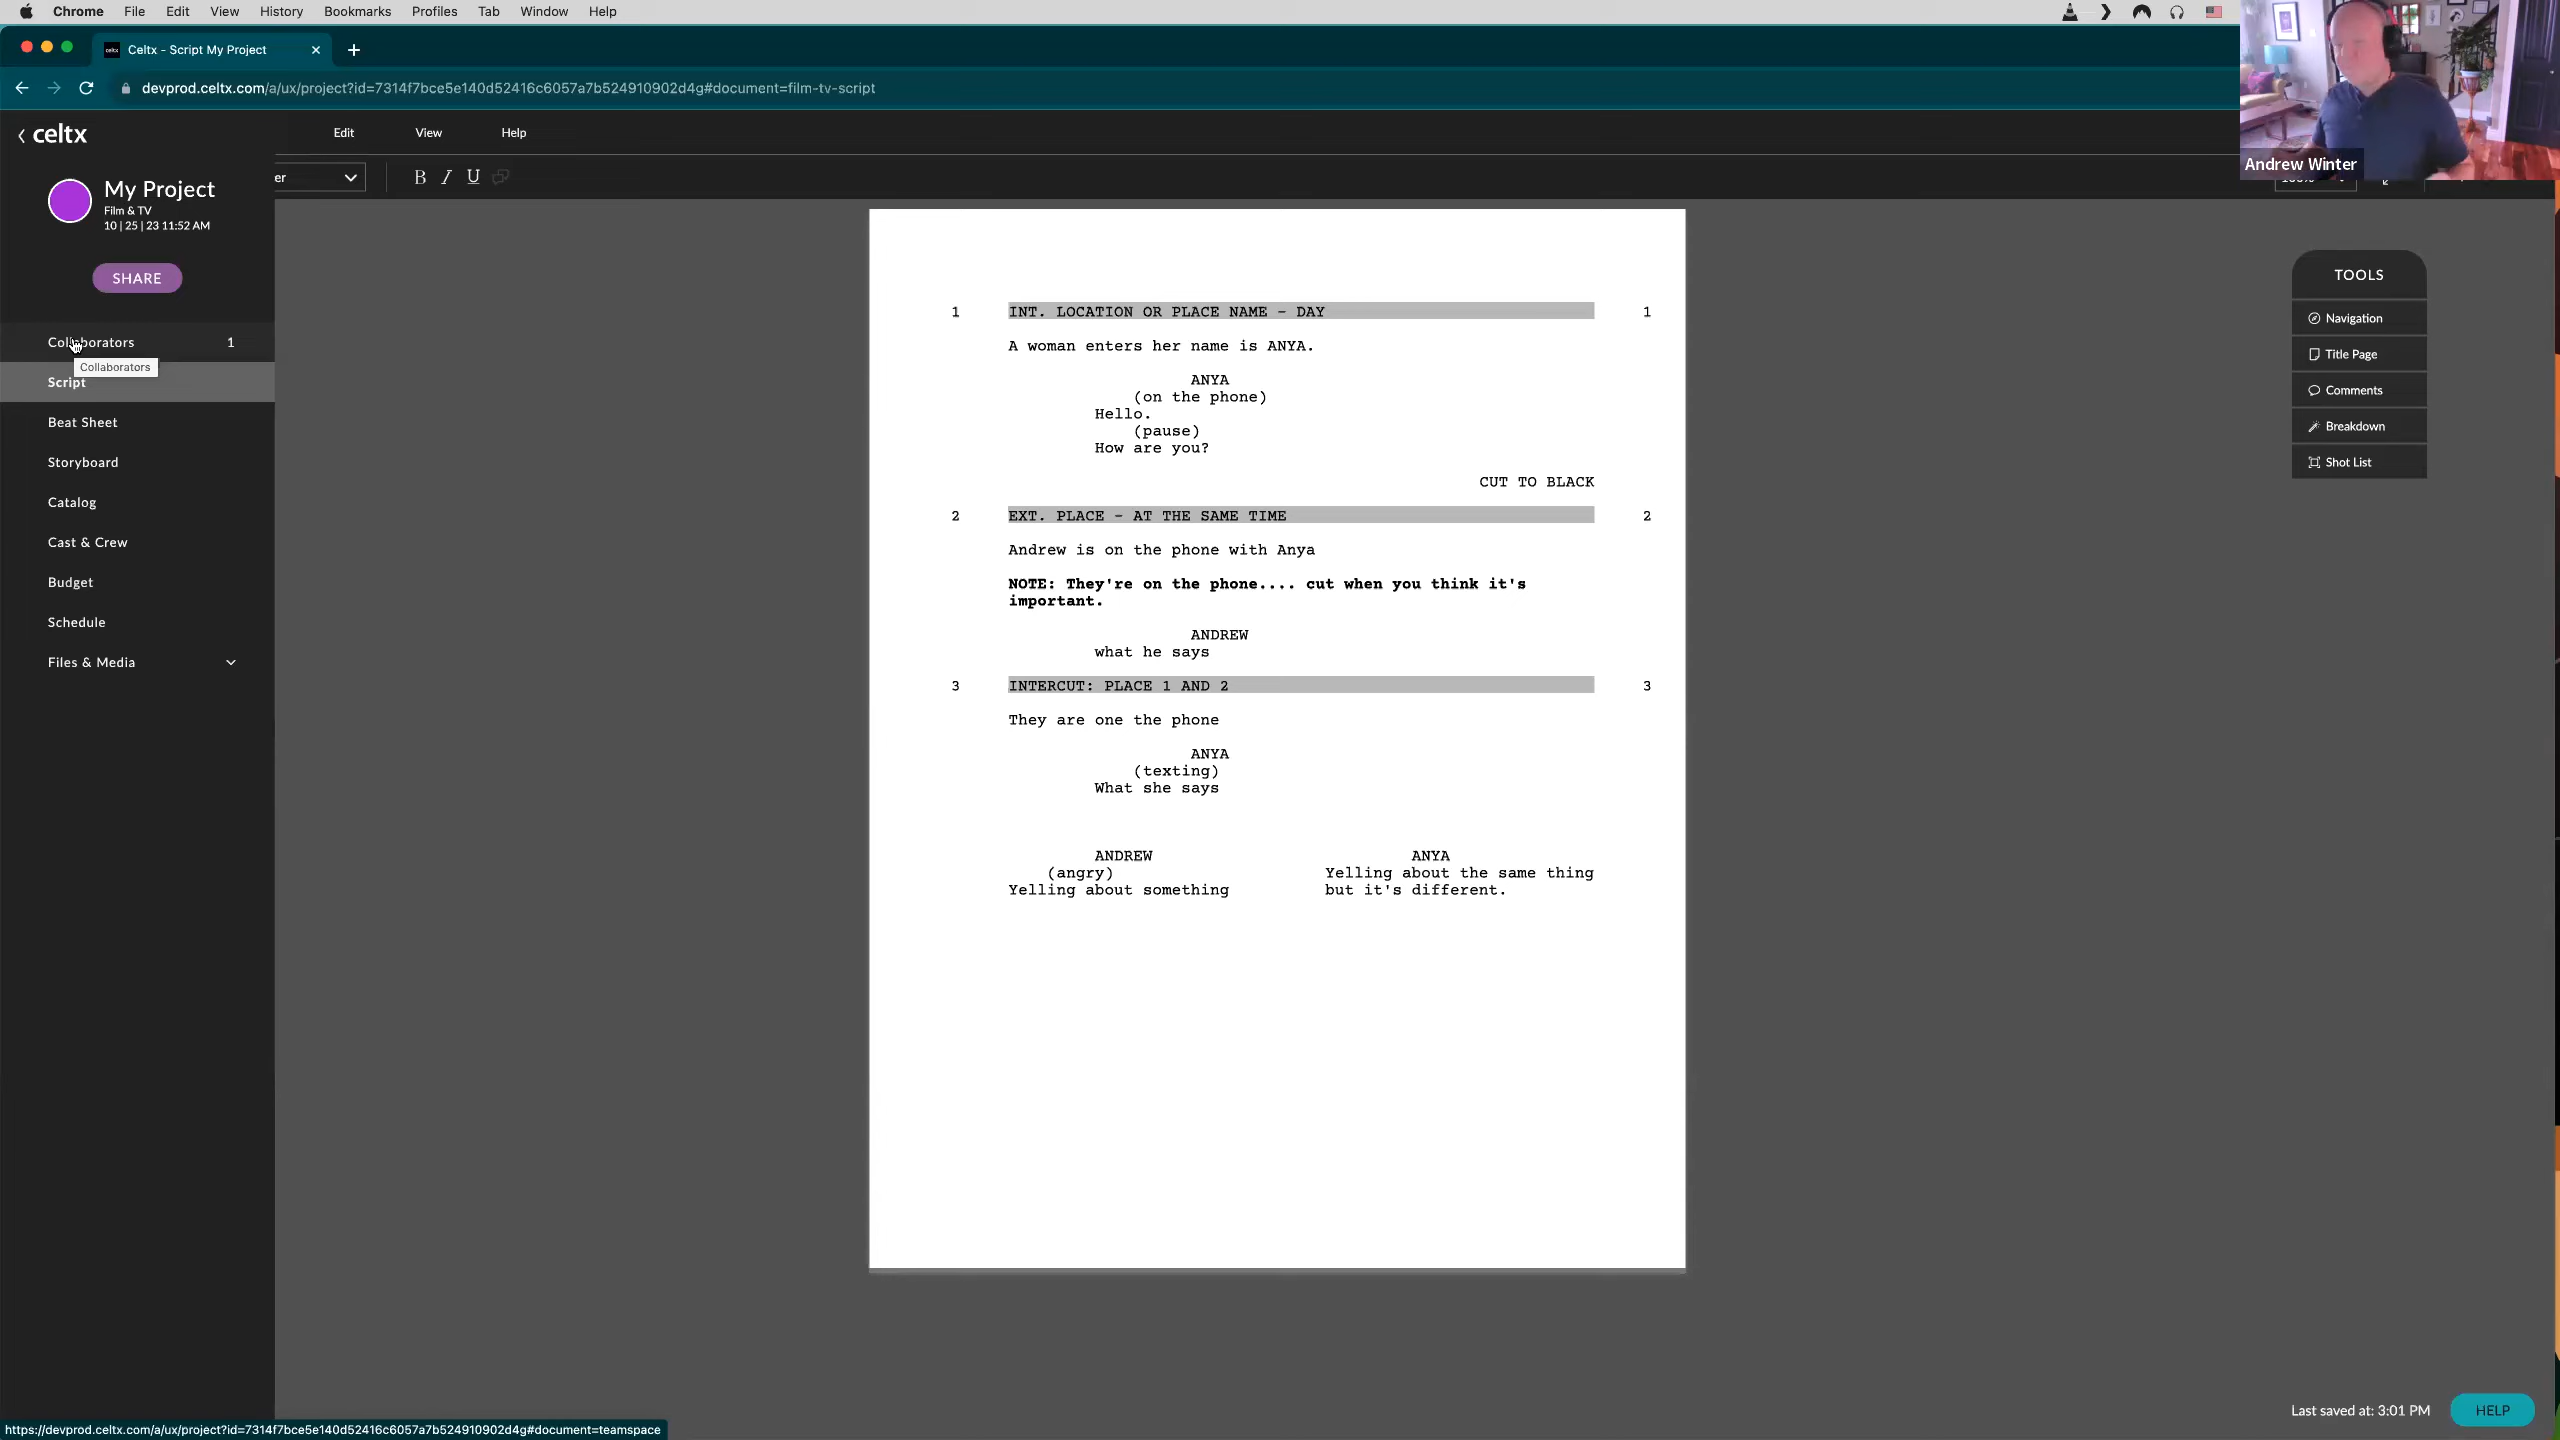 Chrome File Edit View History Bookmarks Profiles Tab Window Help
celtx Celtx - Script My Project
devprod.celtx.com/a/ux/project?id=7314f7bce5e140d52416c6057a7b524910902d4g#document=film-tv-script
Andrew Winter
celtx
Edit View Help
er
B I U
My Project
Film & TV
10 | 25 | 23 11:52 AM
SHARE
Collaborators 1
Collaborators
Script
Beat Sheet
Storyboard
Catalog
Cast & Crew
Budget
Schedule
Files & Media
1 INT. LOCATION OR PLACE NAME - DAY 1
A woman enters her name is ANYA.
ANYA
(on the phone)
Hello.
(pause)
How are you?
CUT TO BLACK
2 EXT. PLACE - AT THE SAME TIME 2
Andrew is on the phone with Anya
NOTE: They're on the phone.... cut when you think it's
important.
ANDREW
what he says
3 INTERCUT: PLACE 1 AND 2 3
They are one the phone
ANYA
(texting)
What she says
ANDREW
(angry)
Yelling about something
ANYA
Yelling about the same thing
but it's different.
TOOLS
Navigation
Title Page
Comments
Breakdown
Shot List
Last saved at: 3:01 PM
HELP
https://devprod.celtx.com/a/ux/project?id=7314f7bce5e140d52416c6057a7b524910902d4g#document=teamspace